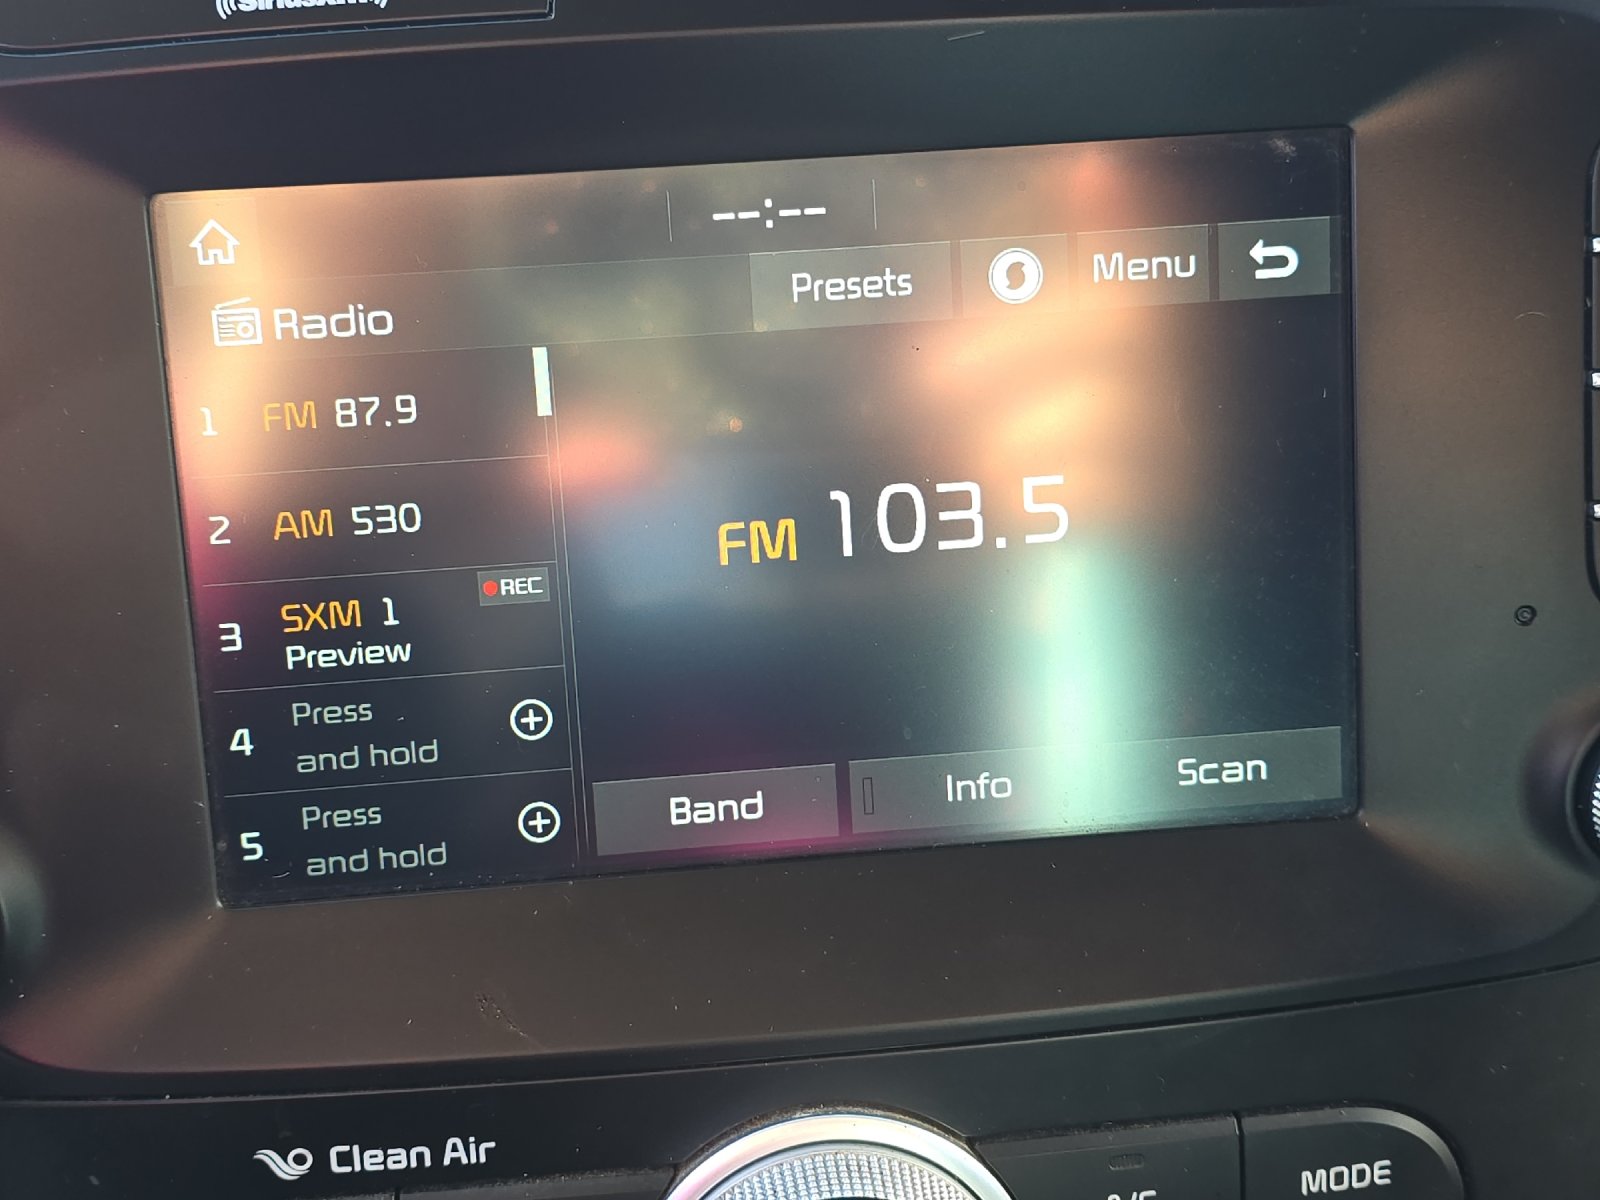 SiriusXM
--:--
Presets
Menu
Radio
1 FM 87.9
2 AM 530
REC
3 SXM 1
Preview
FM 103.5
4 Press
and hold
5 Press
and hold
Band
Info
Scan
Clean Air
MODE